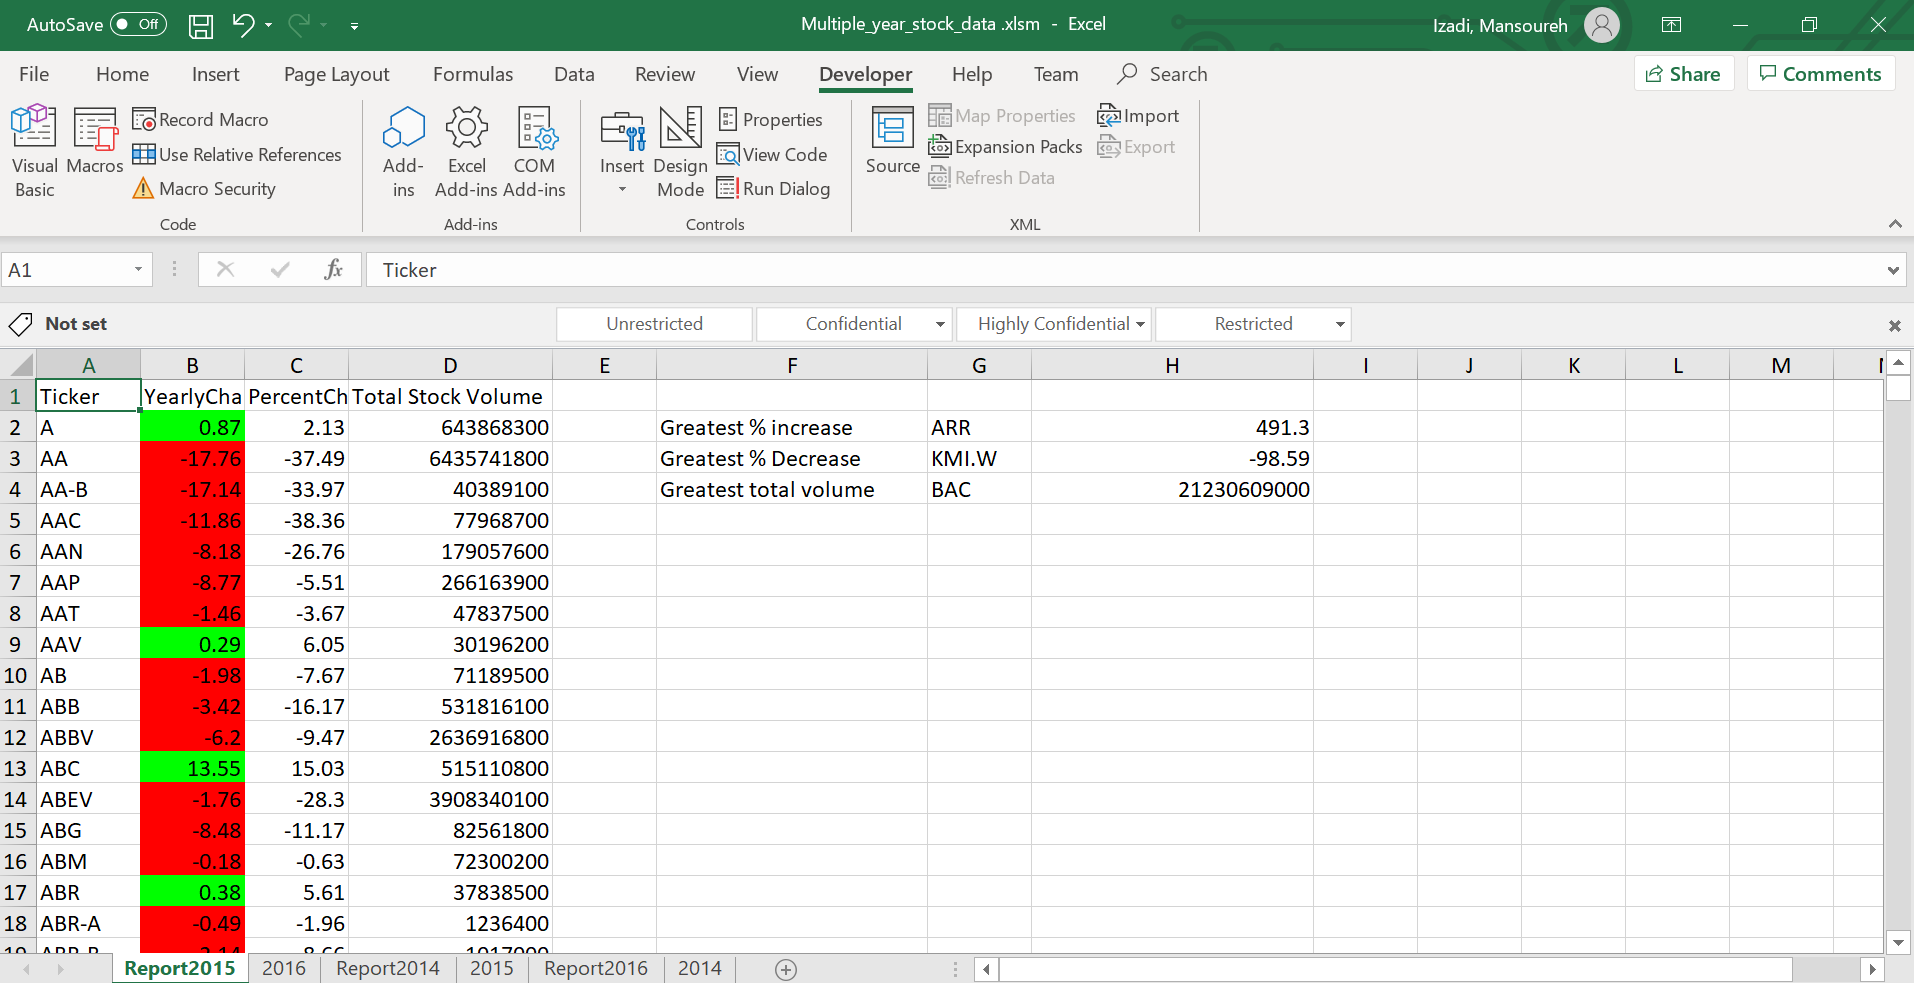 AutoSave Off Multiple_year_stock_data .xlsm - Excel Izadi, Mansoureh
File Home Insert Page Layout Formulas Data Review View Developer Help Team Search Share Comments
Visual Basic
Macros
Record Macro
Use Relative References
Macro Security
Code
Add-ins
Excel Add-ins
COM Add-ins
Add-ins
Insert
Design Mode
Properties
View Code
Run Dialog
Controls
Source
Map Properties
Expansion Packs
Refresh Data
Import
Export
XML
A1 fx Ticker
Not set Unrestricted Confidential Highly Confidential Restricted
A B C D E F G H I J K L M
1 Ticker YearlyCha PercentCh Total Stock Volume
2 A 0.87 2.13 643868300 Greatest % increase ARR 491.3
3 AA -17.76 -37.49 6435741800 Greatest % Decrease KMI.W -98.59
4 AA-B -17.14 -33.97 40389100 Greatest total volume BAC 21230609000
5 AAC -11.86 -38.36 77968700
6 AAN -8.18 -26.76 179057600
7 AAP -8.77 -5.51 266163900
8 AAT -1.46 -3.67 47837500
9 AAV 0.29 6.05 30196200
10 AB -1.98 -7.67 71189500
11 ABB -3.42 -16.17 531816100
12 ABBV -6.2 -9.47 2636916800
13 ABC 13.55 15.03 515110800
14 ABEV -1.76 -28.3 3908340100
15 ABG -8.48 -11.17 82561800
16 ABM -0.18 -0.63 72300200
17 ABR 0.38 5.61 37838500
18 ABR-A -0.49 -1.96 1236400
Report2015 2016 Report2014 2015 Report2016 2014